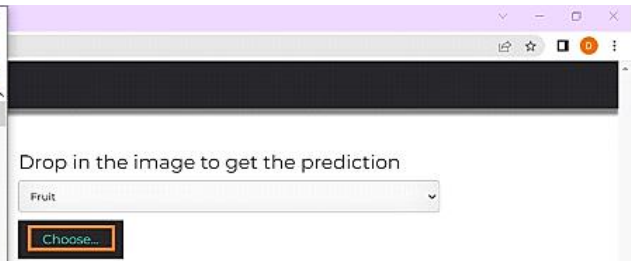 D
Drop in the image to get the prediction
Fruit
Choose...